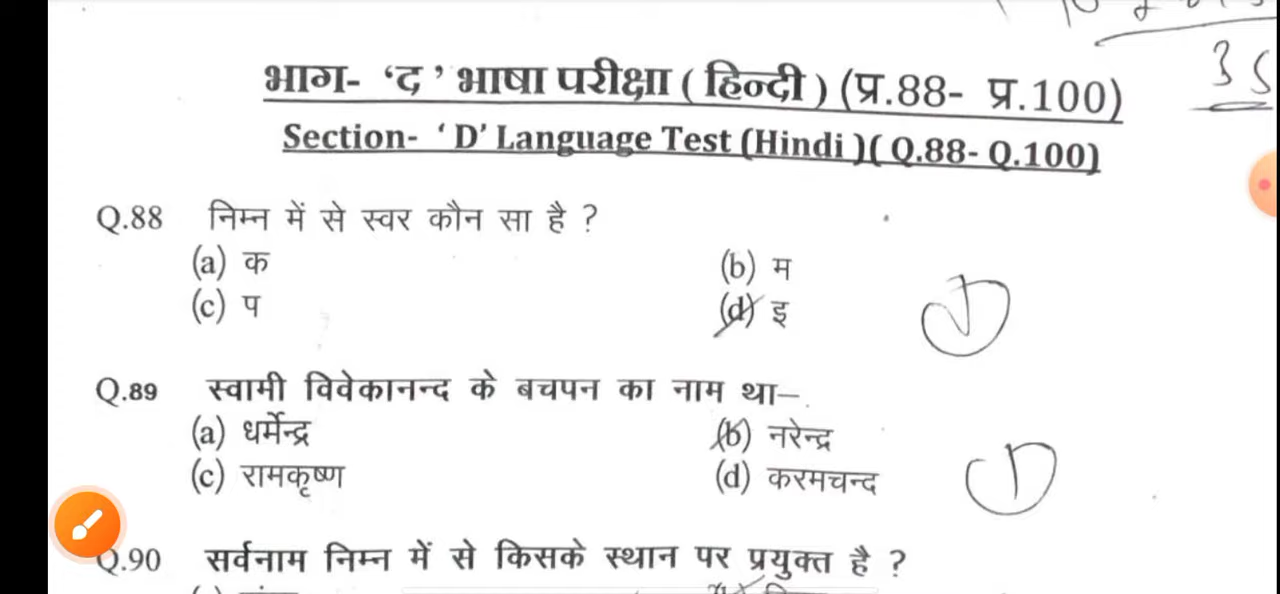 35
भाग- 'द' भाषा परीक्षा ( हिन्दी ) (प्र.88- प्र.100)
Section- 'D' Language Test (Hindi )( Q.88- Q.100)
Q.88 निम्न में से स्वर कौन सा है ?
(a) क (b) म
(c) प (d) इ
Q.89 स्वामी विवेकानन्द के बचपन का नाम था–
(a) धर्मेन्द्र (b) नरेन्द्र
(c) रामकृष्ण (d) करमचन्द
Q.90 सर्वनाम निम्न में से किसके स्थान पर प्रयुक्त है ?